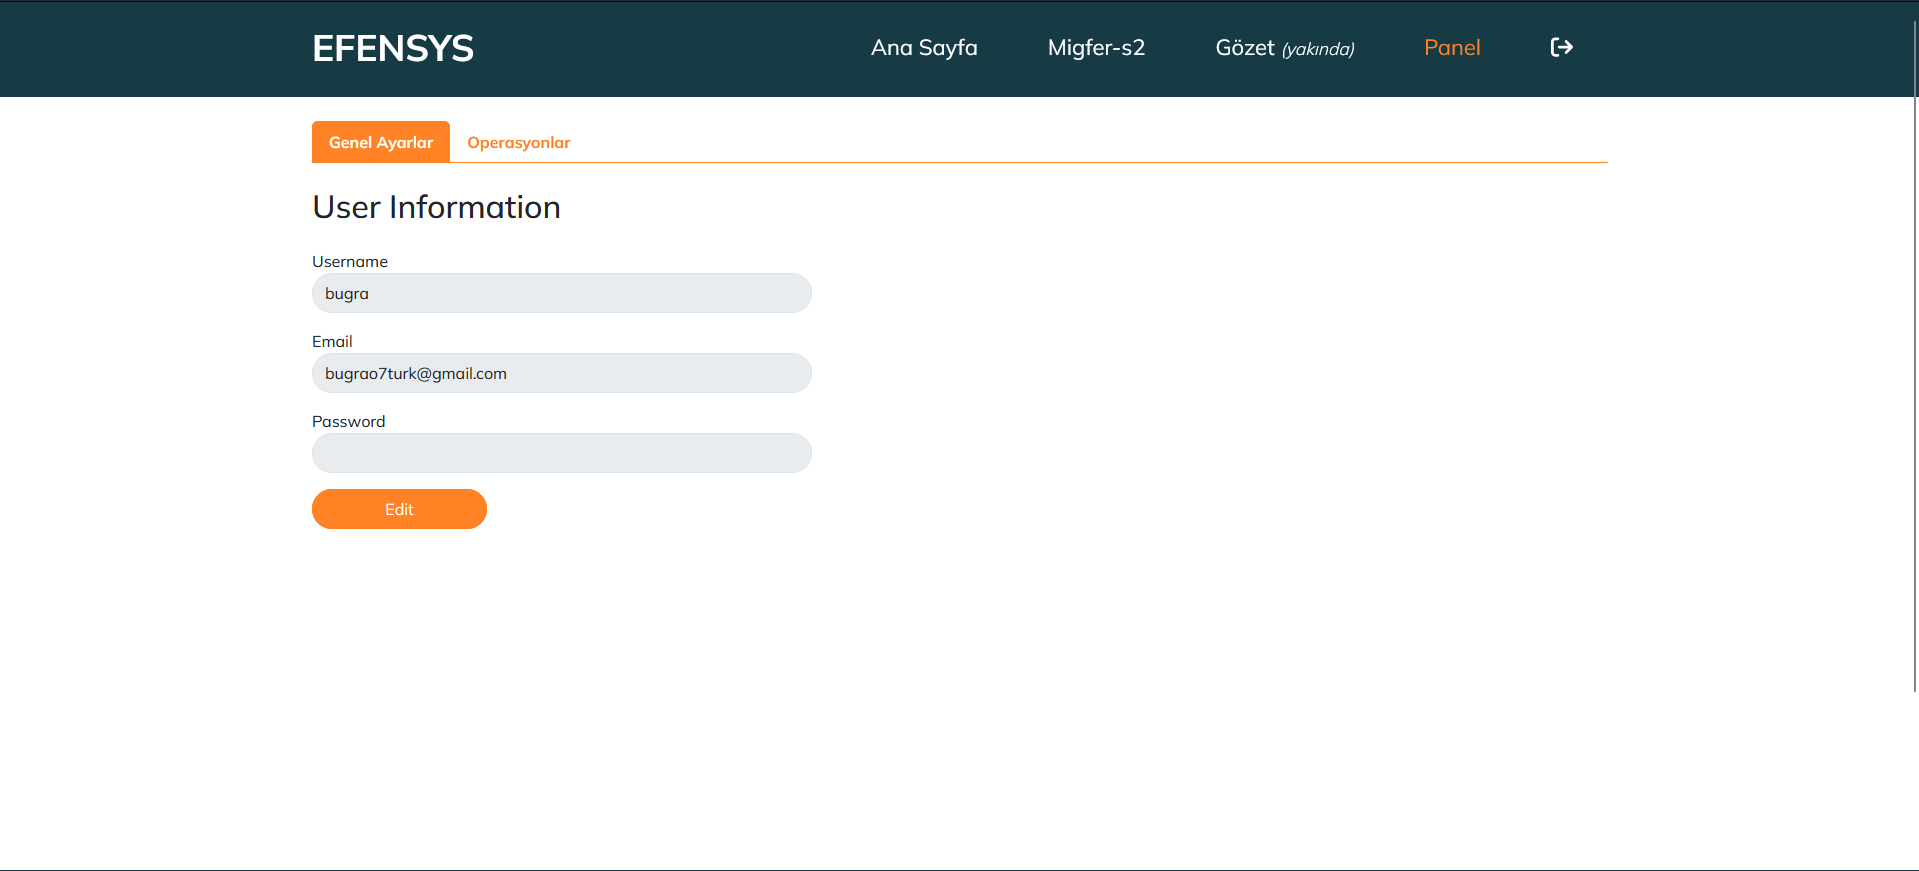 EFENSYS
Ana Sayfa Migfer-s2 Gözet (yakında) Panel
Genel Ayarlar Operasyonlar
User Information
Username
bugra
Email
bugrao7turk@gmail.com
Password
Edit